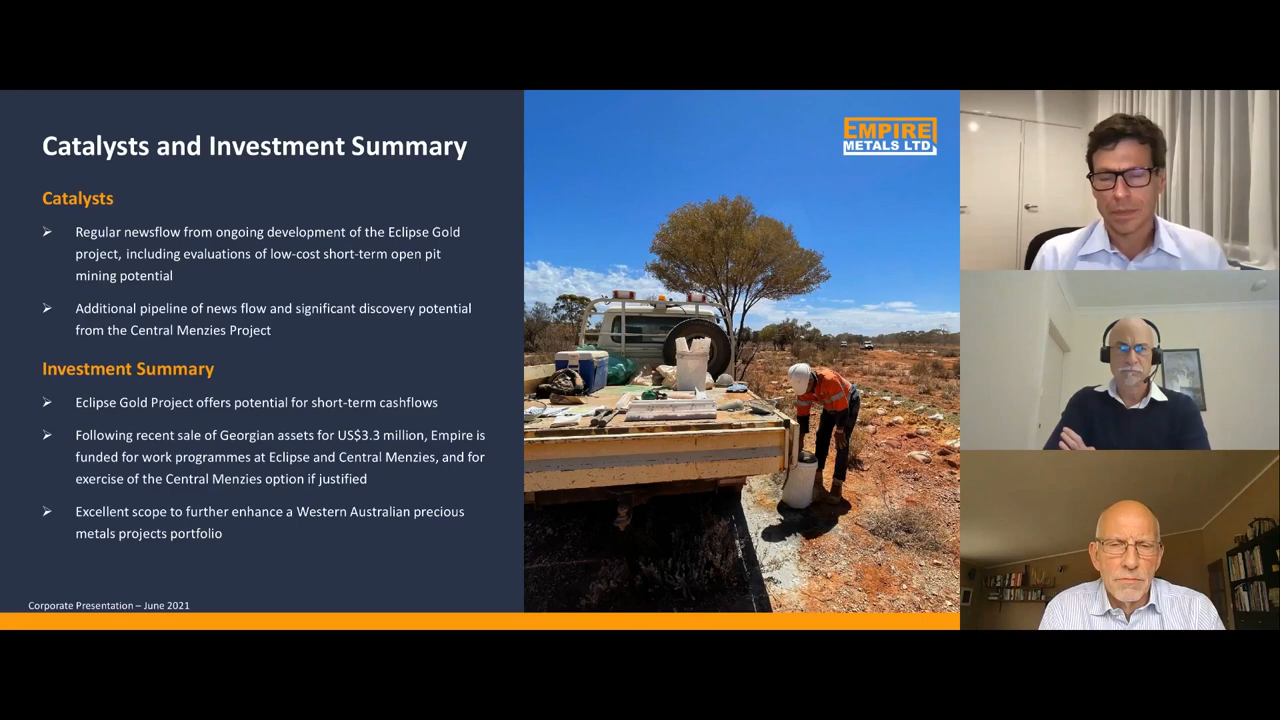 Catalysts and Investment Summary
Catalysts
Regular newsflow from ongoing development of the Eclipse Gold
project, including evaluations of low-cost short-term open pit
mining potential
Additional pipeline of news flow and significant discovery potential
from the Central Menzies Project
Investment Summary
Eclipse Gold Project offers potential for short-term cashflows
Following recent sale of Georgian assets for US$3.3 million, Empire is
funded for work programmes at Eclipse and Central Menzies, and for
exercise of the Central Menzies option if justified
Excellent scope to further enhance a Western Australian precious
metals projects portfolio
Corporate Presentation – June 2021
EMPIRE
METALS LTD